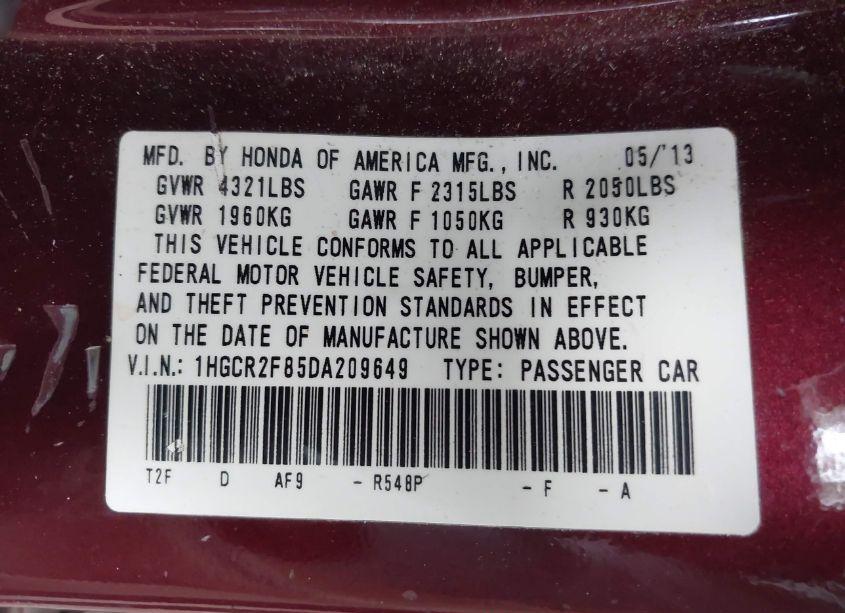 MFD. BY HONDA OF AMERICA MFG., INC. 05/'13
GVWR 4321LBS GAWR F 2315LBS R 2050LBS
GVWR 1960KG GAWR F 1050KG R 930KG
THIS VEHICLE CONFORMS TO ALL APPLICABLE
FEDERAL MOTOR VEHICLE SAFETY, BUMPER,
AND THEFT PREVENTION STANDARDS IN EFFECT
ON THE DATE OF MANUFACTURE SHOWN ABOVE.
V.I.N.: 1HGCR2F85DA209649 TYPE: PASSENGER CAR
T2F D AF9 - R548P - F - A